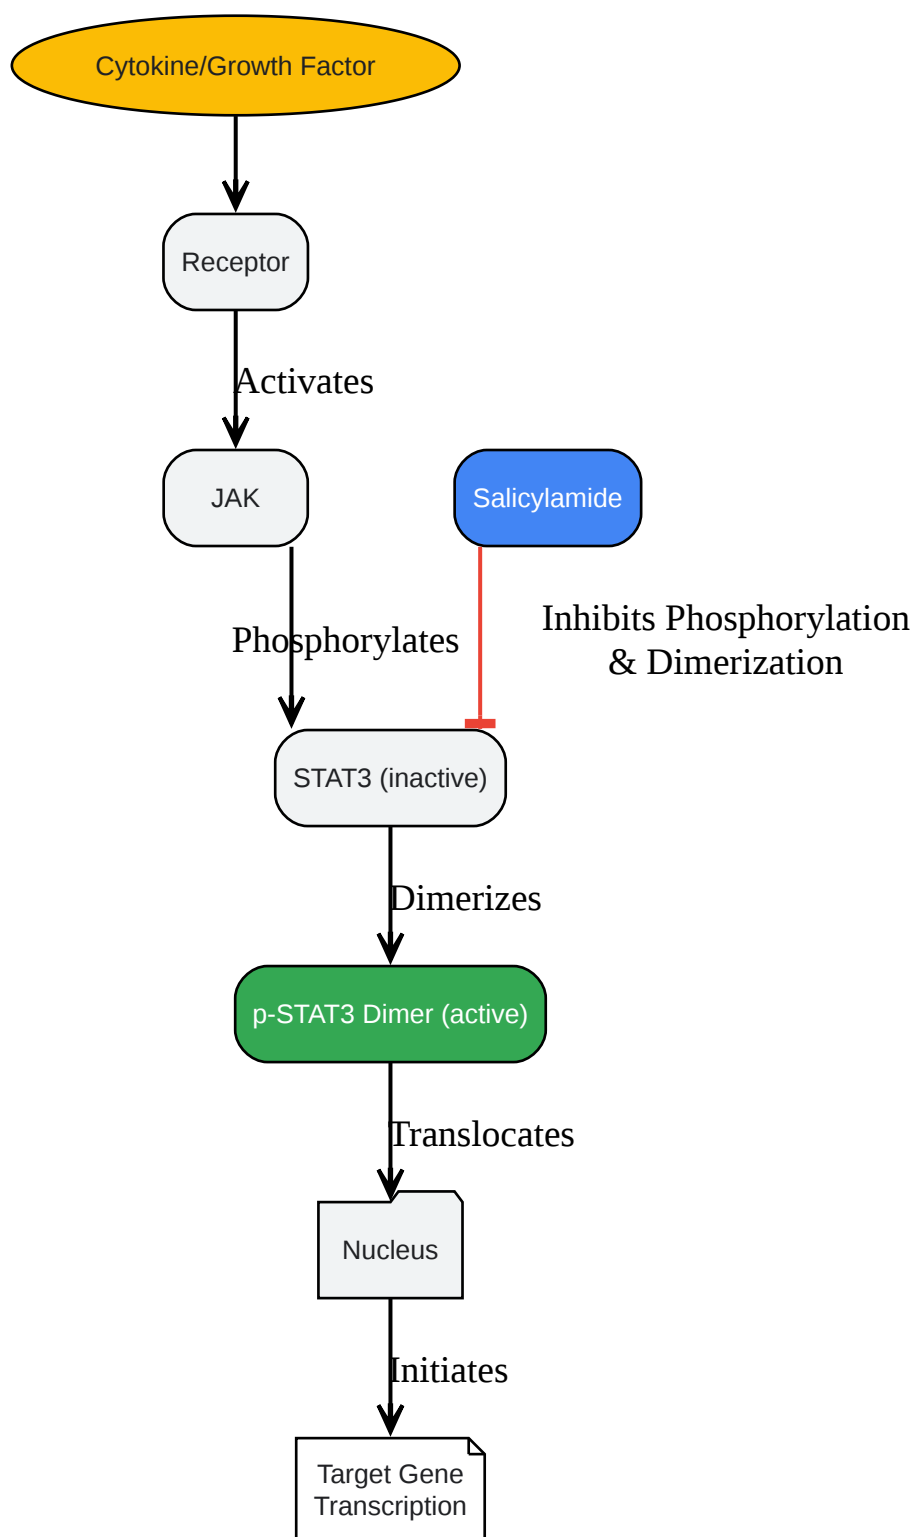 Cytokine/Growth Factor
Receptor
Activates
JAK
Salicylamide
Phosphorylates
Inhibits Phosphorylation
& Dimerization
STAT3 (inactive)
Dimerizes
p-STAT3 Dimer (active)
Translocates
Nucleus
Initiates
Target Gene
Transcription